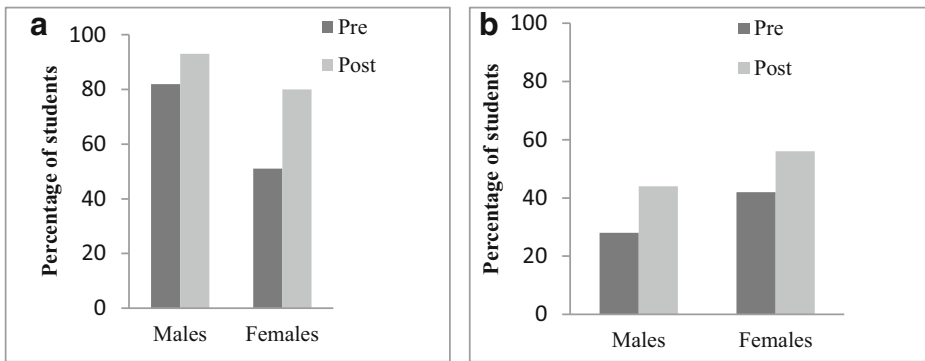 a
Percentage of students
100
80
60
40
20
0
Males Females
Pre
Post
b
Percentage of students
100
80
60
40
20
0
Males Females
Pre
Post